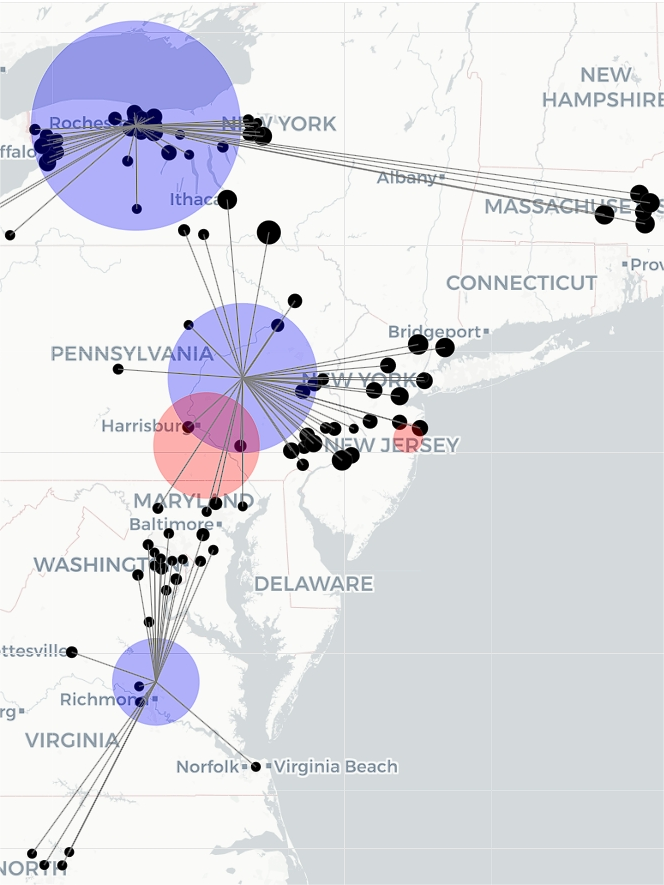 NEW
HAMPSHIRE
Roches
NEW YORK
ffalo
Albany
Ithaca
MASSACHUSE
S
Prov
CONNECTICUT
Bridgeport
PENNSYLVANIA
NEW YORK
Harrisburg
NEW JERSEY
MARYLAND
Baltimore
WASHINGT
DELAWARE
ottesville
Richmond
rg
VIRGINIA
Norfolk
Virginia Beach
NORTH